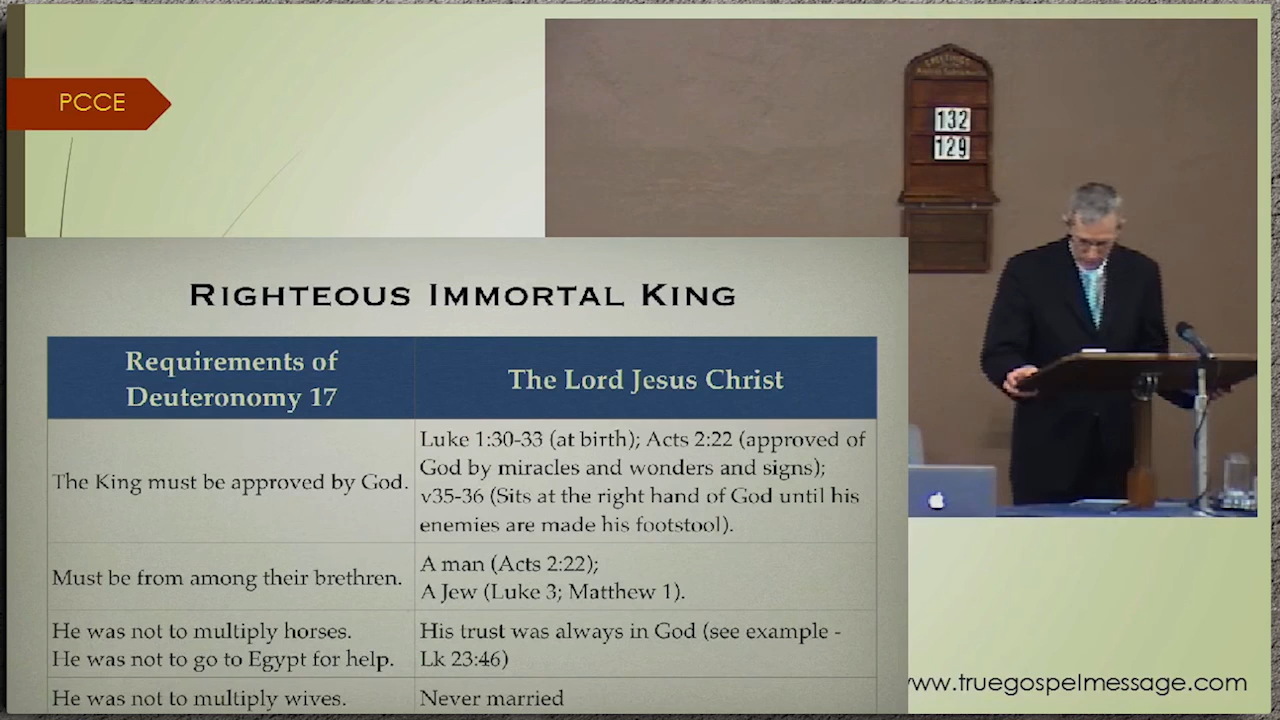 PCCE
132
129
RIGHTEOUS IMMORTAL KING
Requirements of
Deuteronomy 17
The Lord Jesus Christ
The King must be approved by God.
Luke 1:30-33 (at birth); Acts 2:22 (approved of
God by miracles and wonders and signs);
v35-36 (Sits at the right hand of God until his
enemies are made his footstool).
Must be from among their brethren.
A man (Acts 2:22);
A Jew (Luke 3; Matthew 1).
He was not to multiply horses.
He was not to go to Egypt for help.
His trust was always in God (see example -
Lk 23:46)
He was not to multiply wives.
Never married
www.truegospelmessage.com